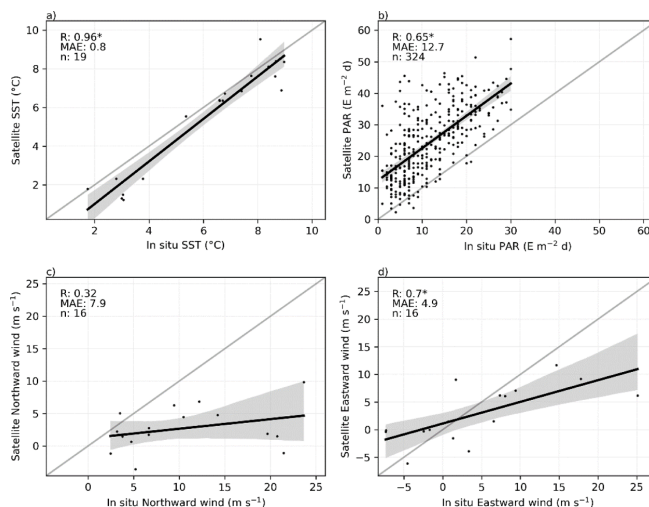 a)
R: 0.96*
MAE: 0.8
n: 19
10
8
6
4
2
Satellite SST (°C)
2 4 6 8 10
In situ SST (°C)
b)
R: 0.65*
MAE: 12.7
n: 324
60
50
40
30
20
10
0
Satellite PAR (E m⁻² d)
0 10 20 30 40 50 60
In situ PAR (E m⁻² d)
c)
R: 0.32
MAE: 7.9
n: 16
25
20
15
10
5
0
Satellite Northward wind (m s⁻¹)
0 5 10 15 20 25
In situ Northward wind (m s⁻¹)
d)
R: 0.7*
MAE: 4.9
n: 16
25
20
15
10
5
0
−5
Satellite Eastward wind (m s⁻¹)
−5 0 5 10 15 20 25
In situ Eastward wind (m s⁻¹)